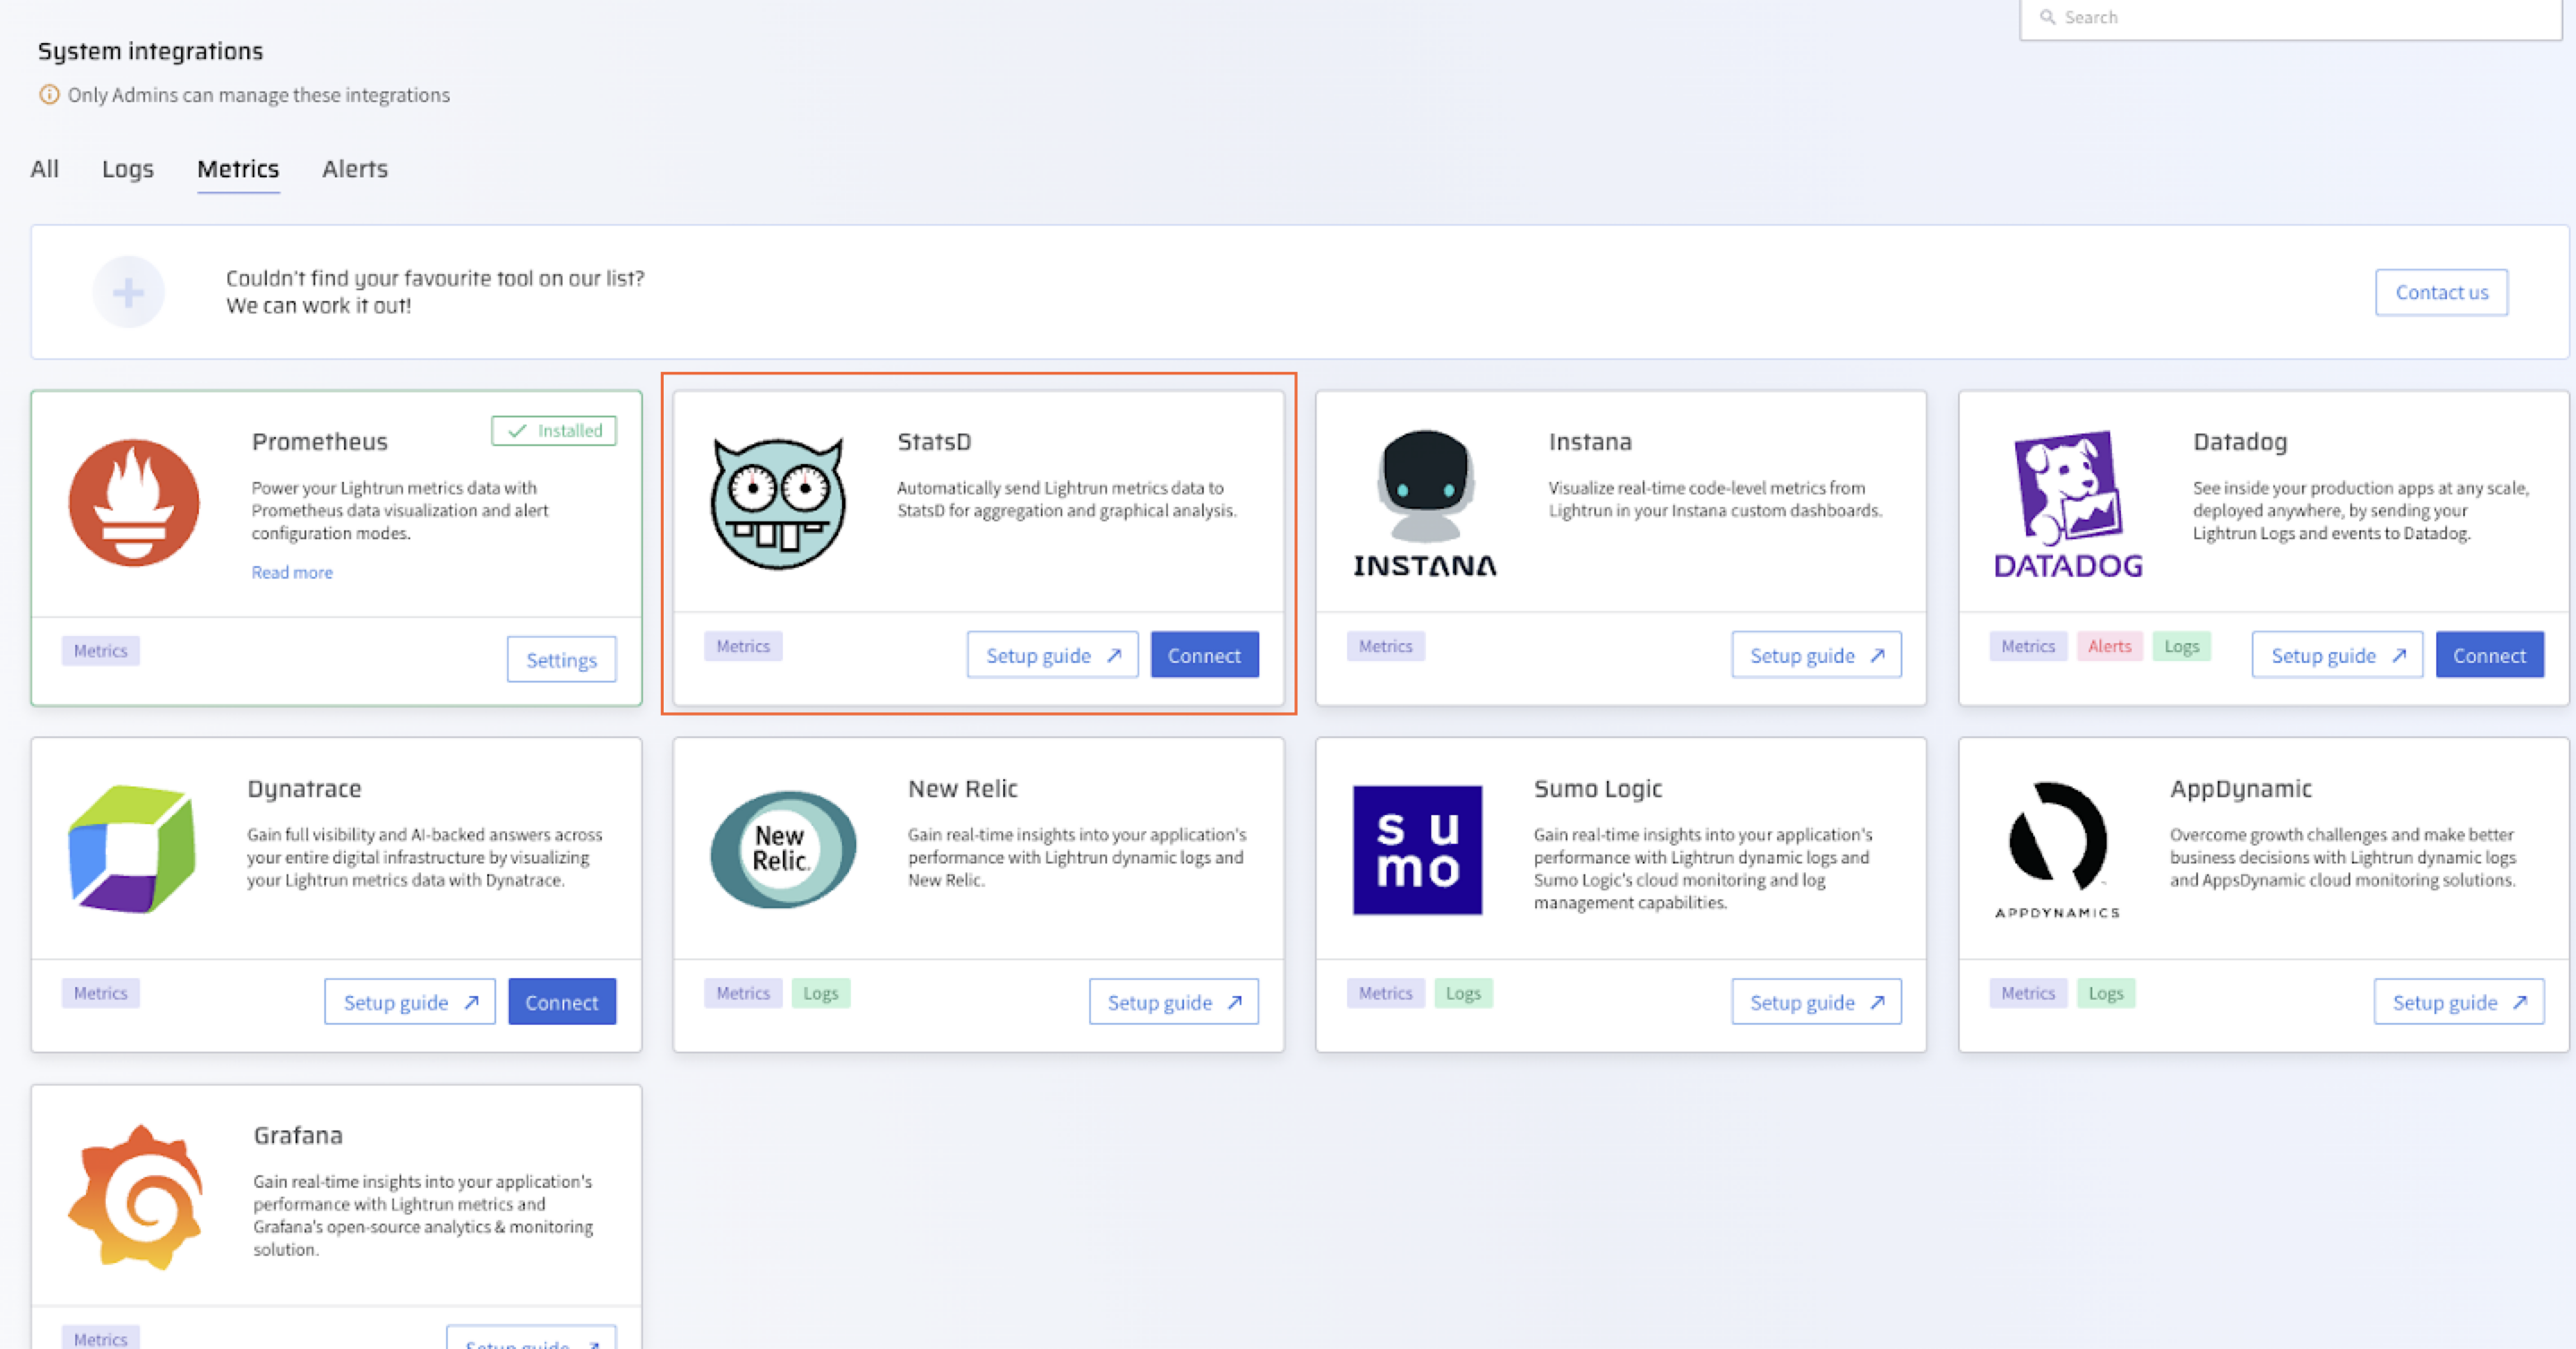 Search
System integrations
Only Admins can manage these integrations
All Logs Metrics Alerts
Couldn't find your favourite tool on our list?
We can work it out!
Contact us
Prometheus
Installed
Power your Lightrun metrics data with
Prometheus data visualization and alert
configuration modes.
Read more
Metrics
Settings
StatsD
Automatically send Lightrun metrics data to
StatsD for aggregation and graphical analysis.
Metrics
Setup guide
Connect
INSTANA
Instana
Visualize real-time code-level metrics from
Lightrun in your Instana custom dashboards.
Metrics
Setup guide
DATADOG
Datadog
See inside your production apps at any scale,
deployed anywhere, by sending your
Lightrun Logs and events to Datadog.
Metrics Alerts Logs
Setup guide
Connect
Dynatrace
Gain full visibility and AI-backed answers across
your entire digital infrastructure by visualizing
your Lightrun metrics data with Dynatrace.
Metrics
Setup guide
Connect
New
Relic.
New Relic
Gain real-time insights into your application's
performance with Lightrun dynamic logs and
New Relic.
Metrics Logs
Setup guide
su
mo
Sumo Logic
Gain real-time insights into your application's
performance with Lightrun dynamic logs and
Sumo Logic's cloud monitoring and log
management capabilities.
Metrics Logs
Setup guide
APPDYNAMICS
AppDynamic
Overcome growth challenges and make better
business decisions with Lightrun dynamic logs
and AppsDynamic cloud monitoring solutions.
Metrics Logs
Setup guide
Grafana
Gain real-time insights into your application's
performance with Lightrun metrics and
Grafana's open-source analytics & monitoring
solution.
Metrics
Setup guide